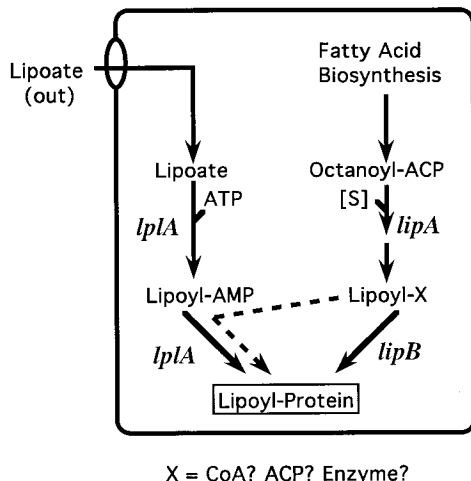 Fatty Acid
Biosynthesis
Lipoate
(out)
Lipoate
Octanoyl-ACP
ATP
[S]
lplA
lipA
Lipoyl-AMP
Lipoyl-X
lplA
lipB
Lipoyl-Protein
X = CoA? ACP? Enzyme?